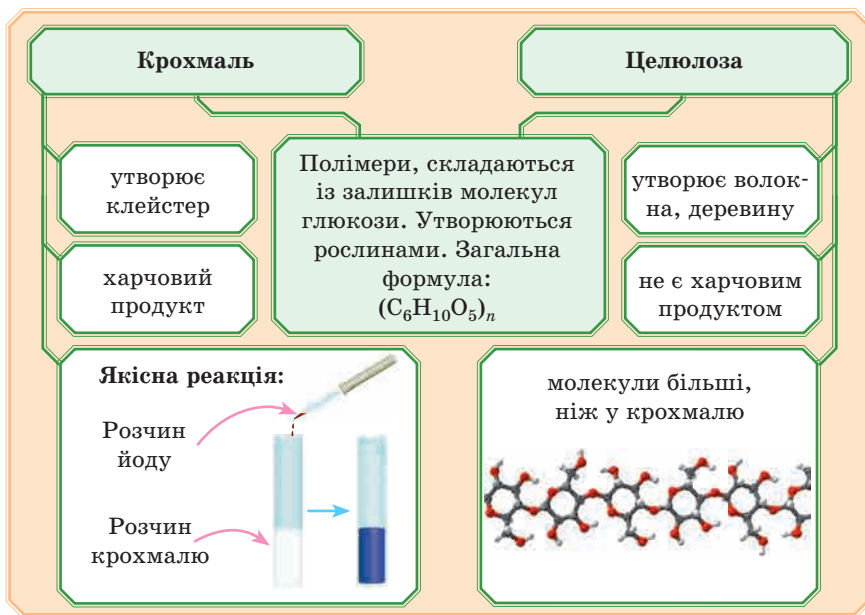 Крохмаль
Целюлоза
утворює
клейстер
харчовий
продукт
Полімери, складаються
із залишків молекул
глюкози. Утворюються
рослинами. Загальна
формула:
(C₆H₁₀O₅)ₙ
утворює волок-
на, деревину
не є харчовим
продуктом
Якісна реакція:
Розчин
йоду
Розчин
крохмалю
молекули більші,
ніж у крохмалю